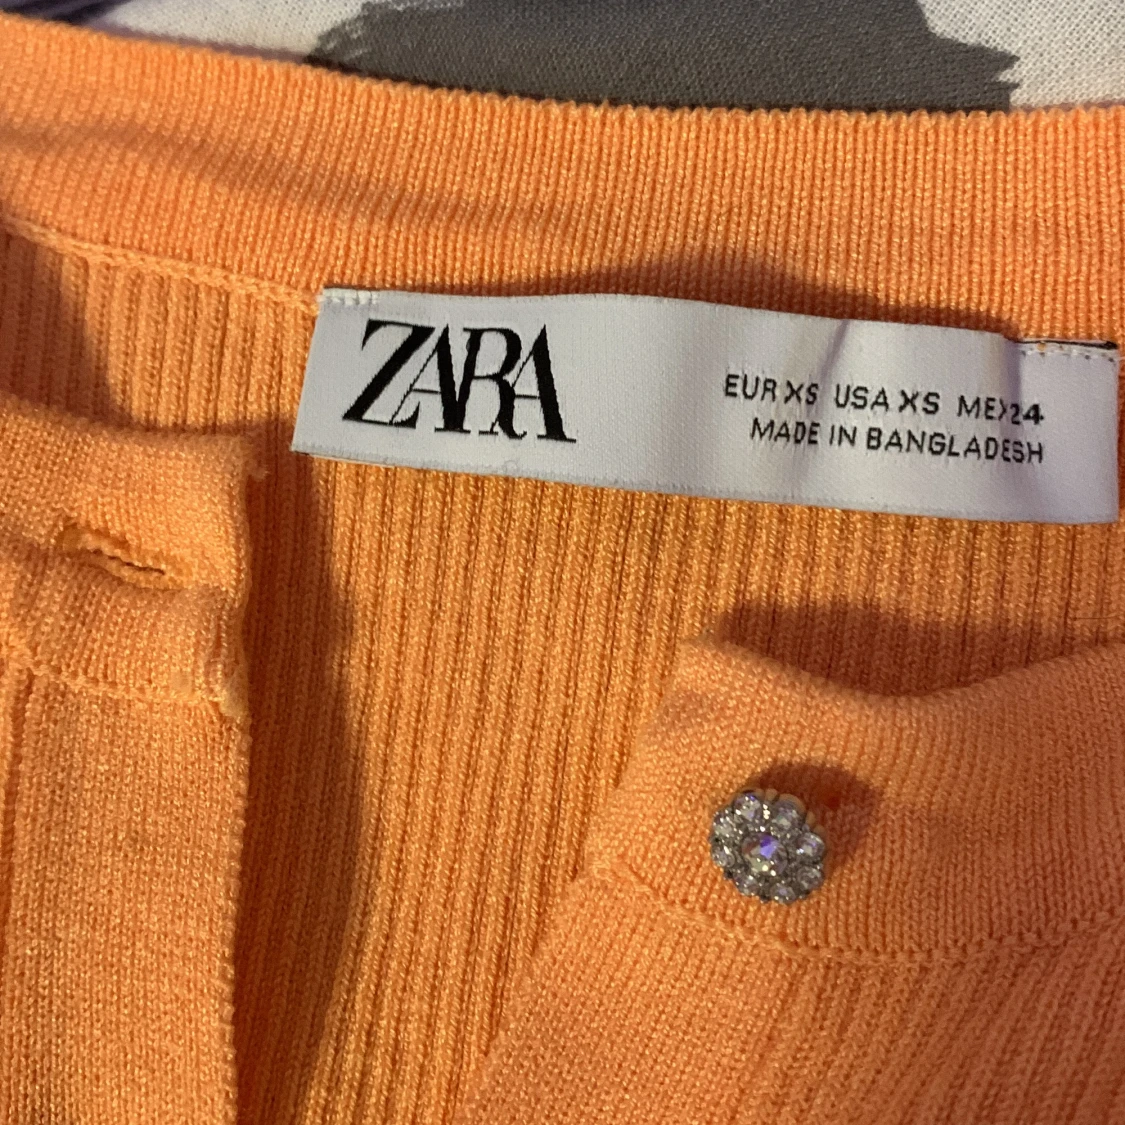 ZARA
EUR XS USA XS MEX 24
MADE IN BANGLADESH